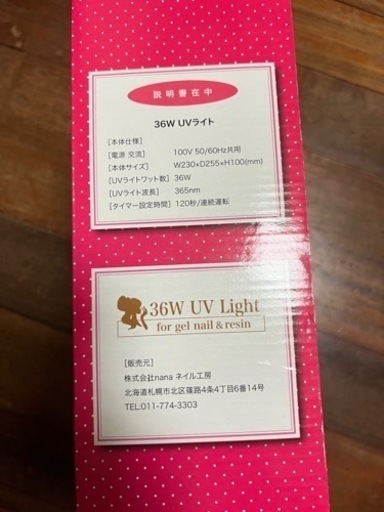 説明書在中
36W UVライト
[本体仕様]
[電源 交流] 100V 50/60Hz共用
[本体サイズ] W230×D255×H100(mm)
[UVライトワット数] 36W
[UVライト波長] 365nm
[タイマー設定時間] 120秒/連続運転
36W UV Light
for gel nail & resin
[販売元]
株式会社nana ネイル工房
北海道札幌市北区篠路4条4丁目6番14号
TEL:011-774-3303